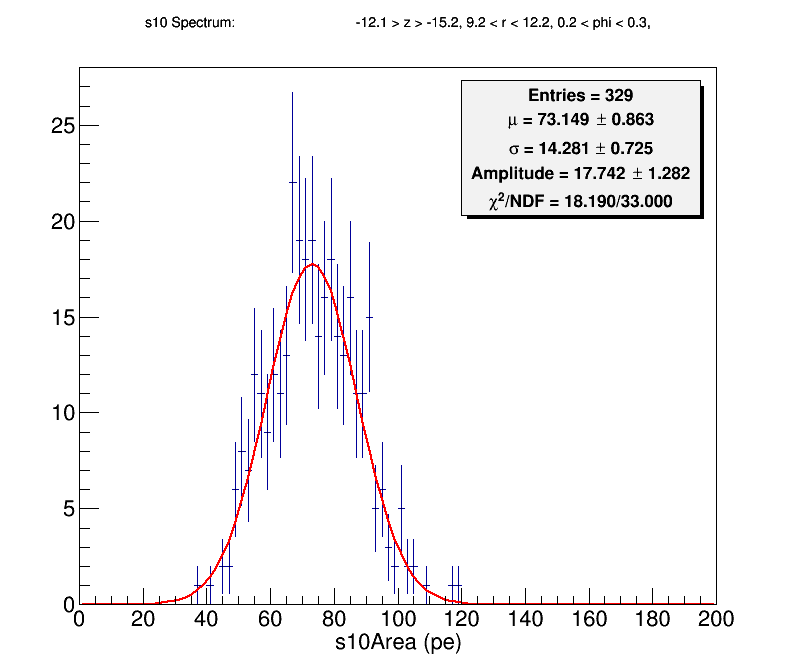 s10 Spectrum: -12.1 > z > -15.2, 9.2 < r < 12.2, 0.2 < phi < 0.3,
Entries = 329
μ = 73.149 ± 0.863
σ = 14.281 ± 0.725
Amplitude = 17.742 ± 1.282
χ²/NDF = 18.190/33.000
25
20
15
10
5
0
0 20 40 60 80 100 120 140 160 180 200
s10Area (pe)